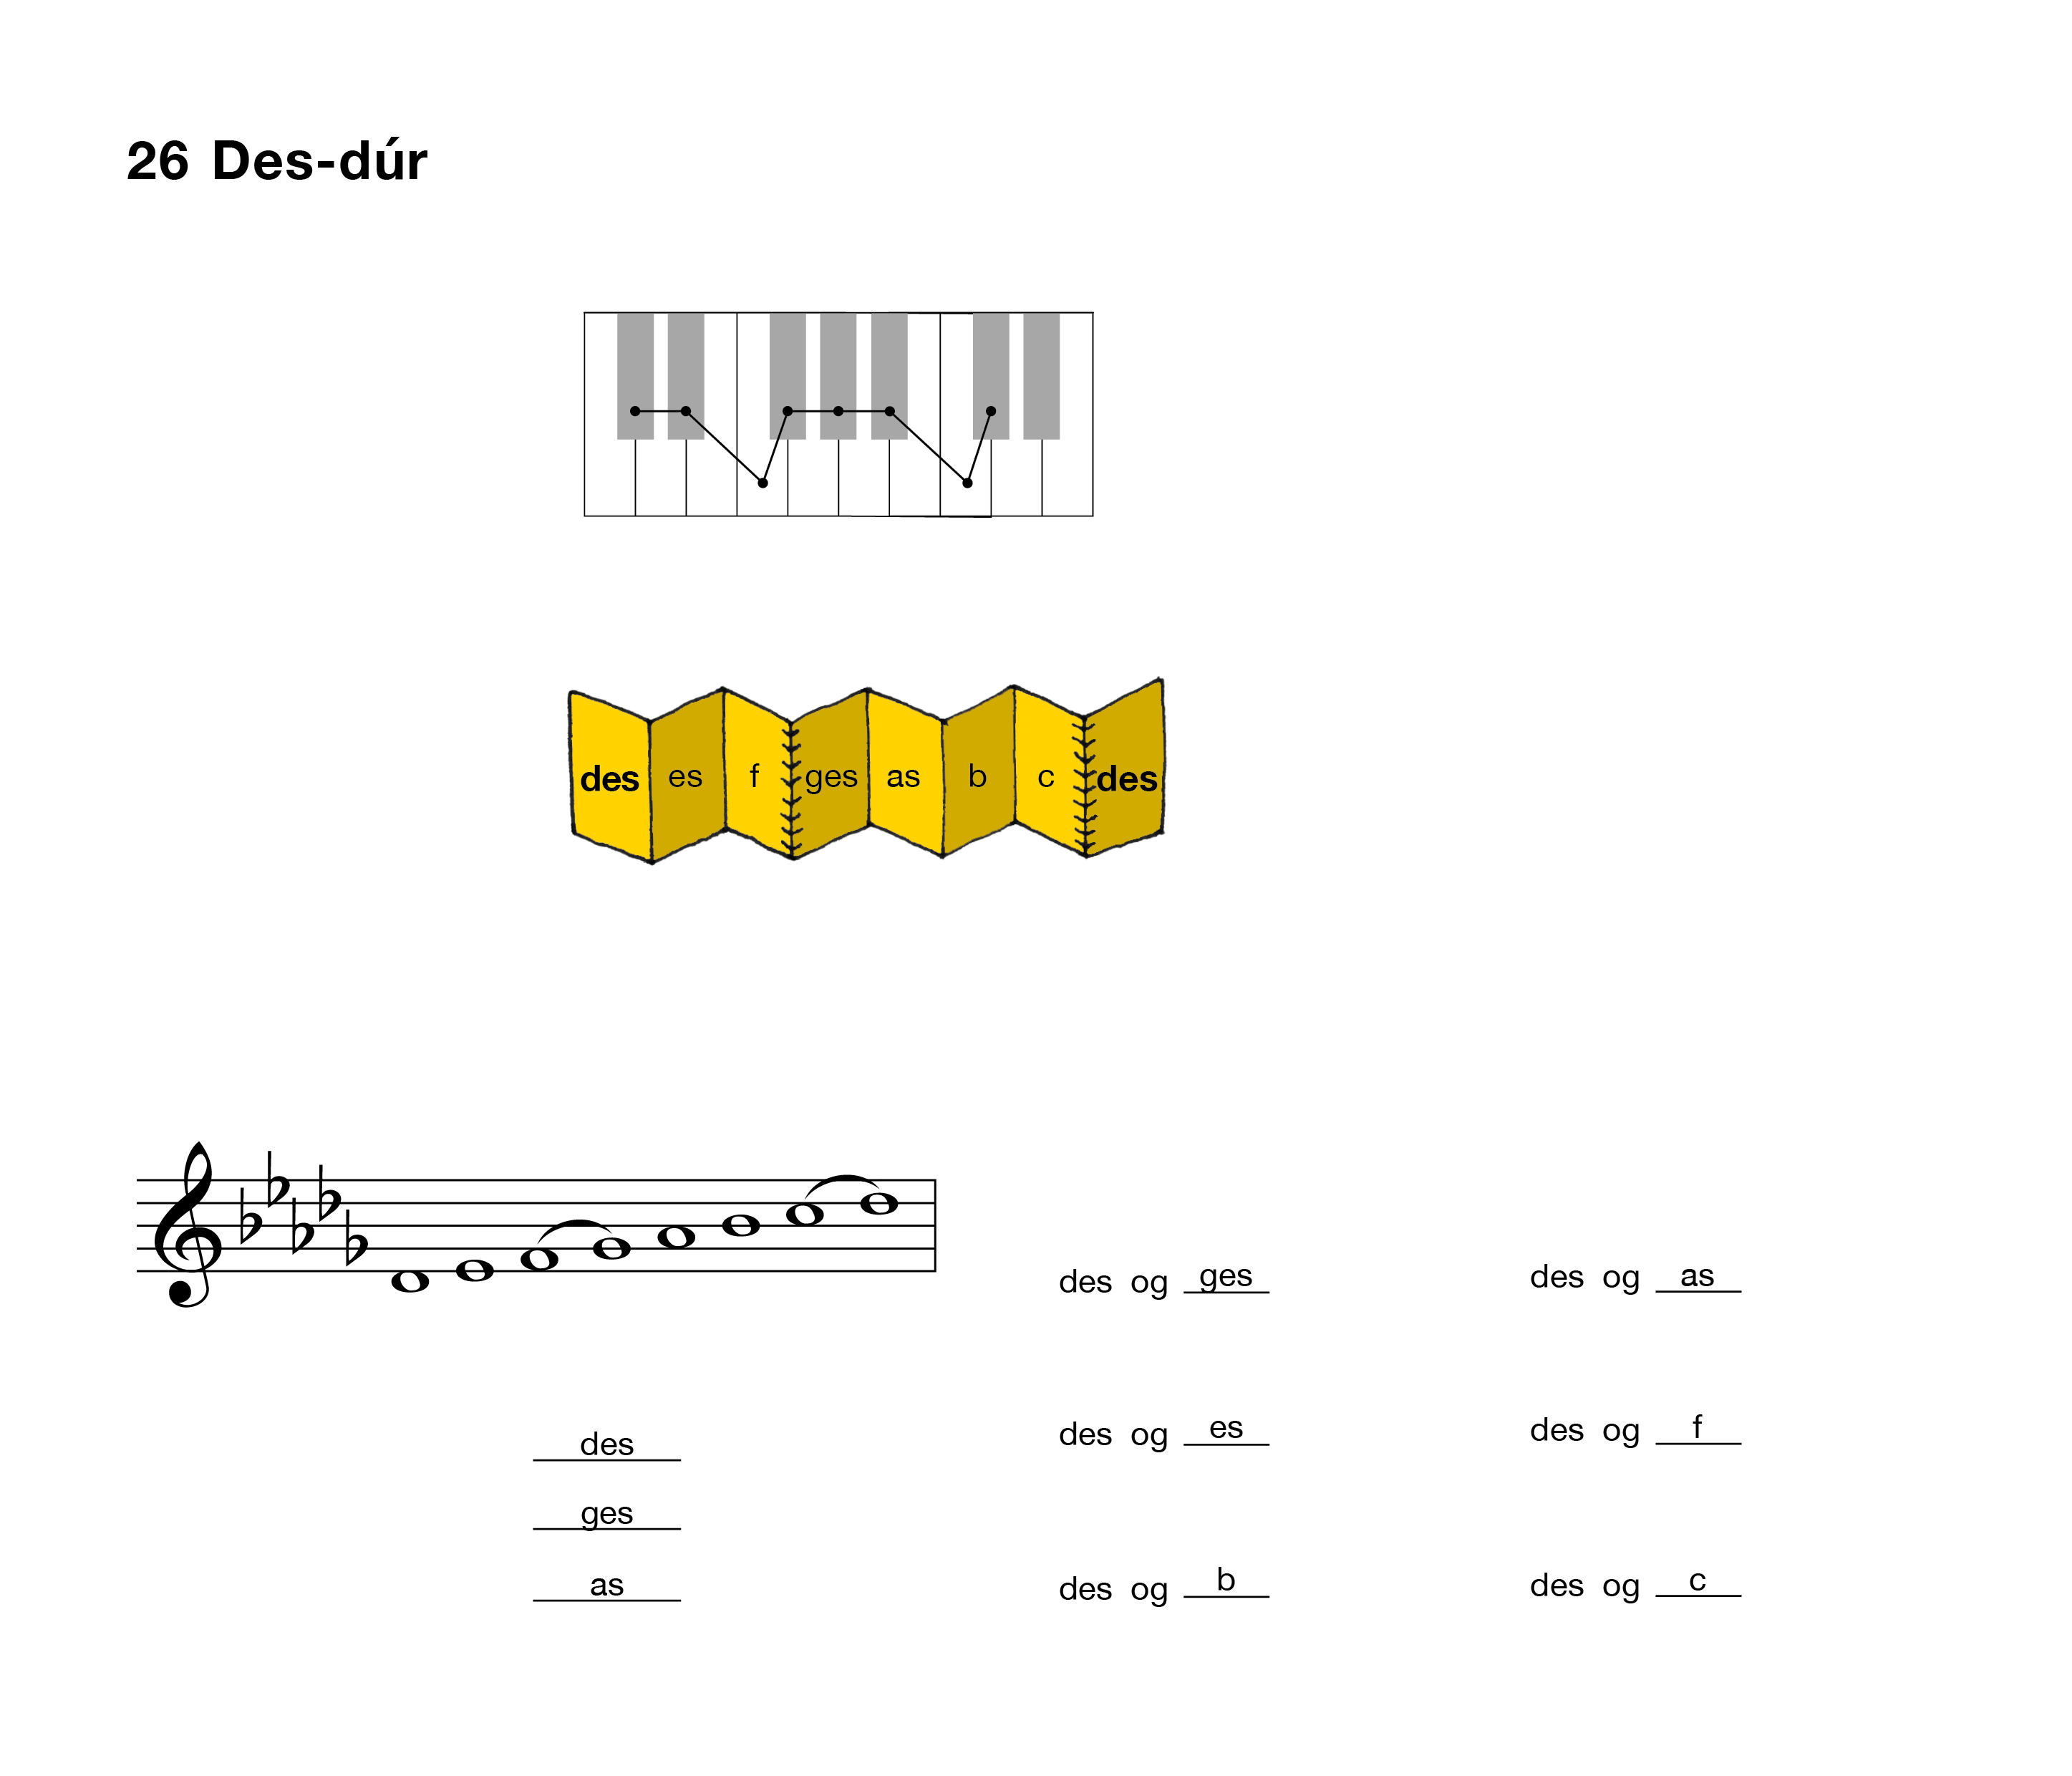 26 Des-dúr
des es f ges as b c des
des og ges
des og as
des og es
des og f
des
ges
as
des og b
des og c